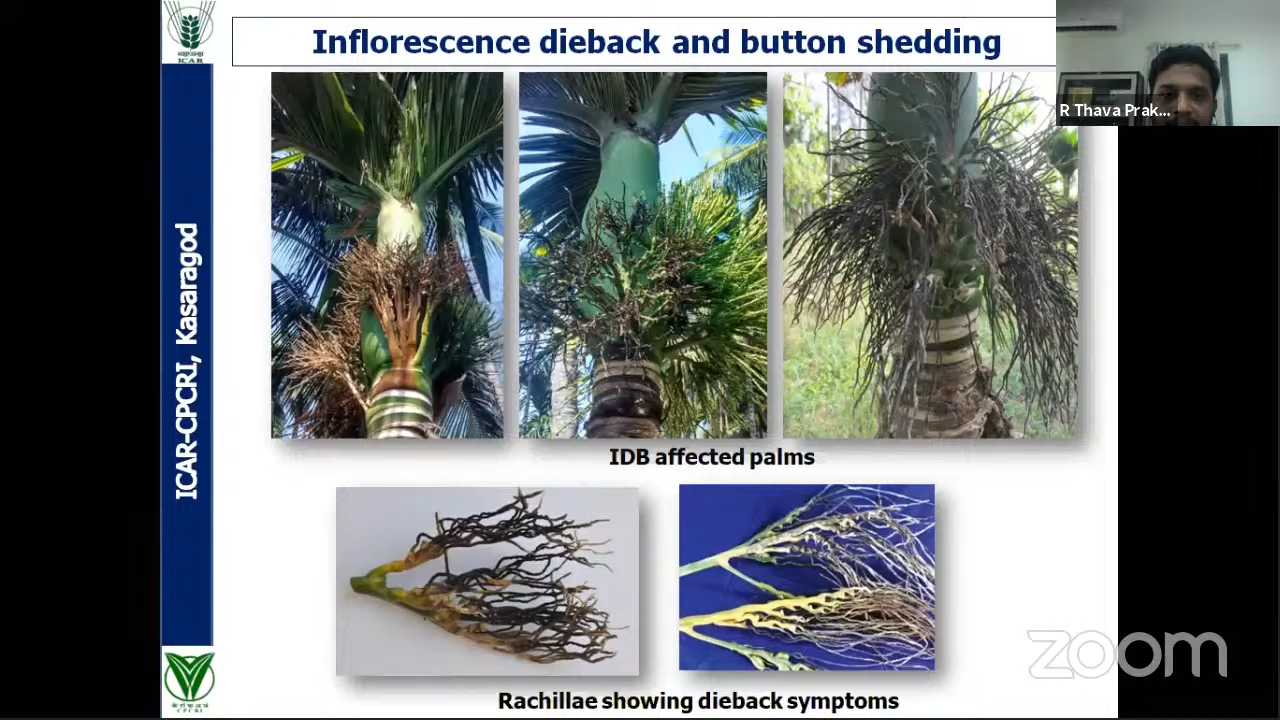 Inflorescence dieback and button shedding
R Thava Prak...
ICAR
ICAR-CPCRI, Kasaragod
IDB affected palms
Rachillae showing dieback symptoms
CPCRI
zoom